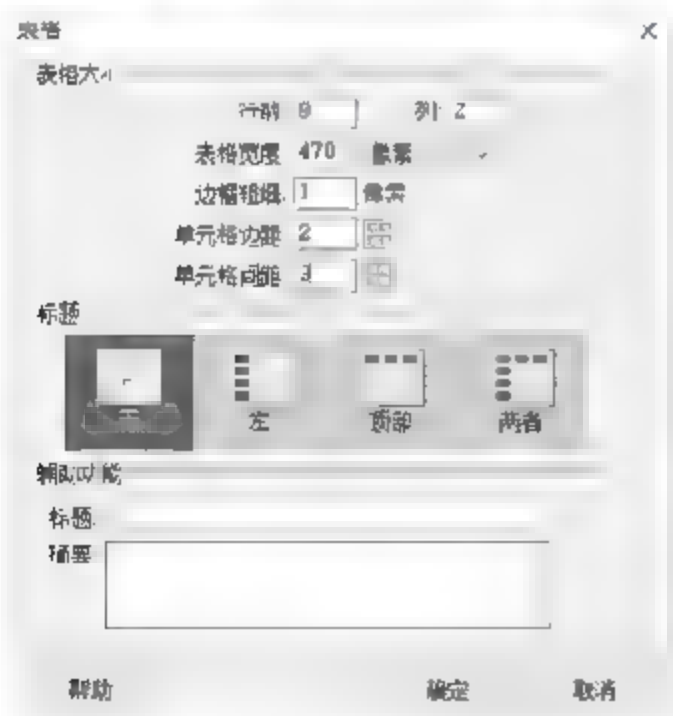 表格
表格大小
行数 9 列: 2
表格宽度 470 像素
边框粗细: 1 像素
单元格边距 2
单元格间距 3
标题
左 顶部 两者
辅助功能
标题:
摘要
帮助 确定 取消